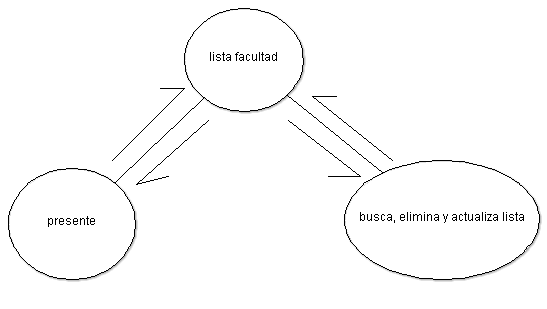 lista facultad
presente
busca, elimina y actualiza lista